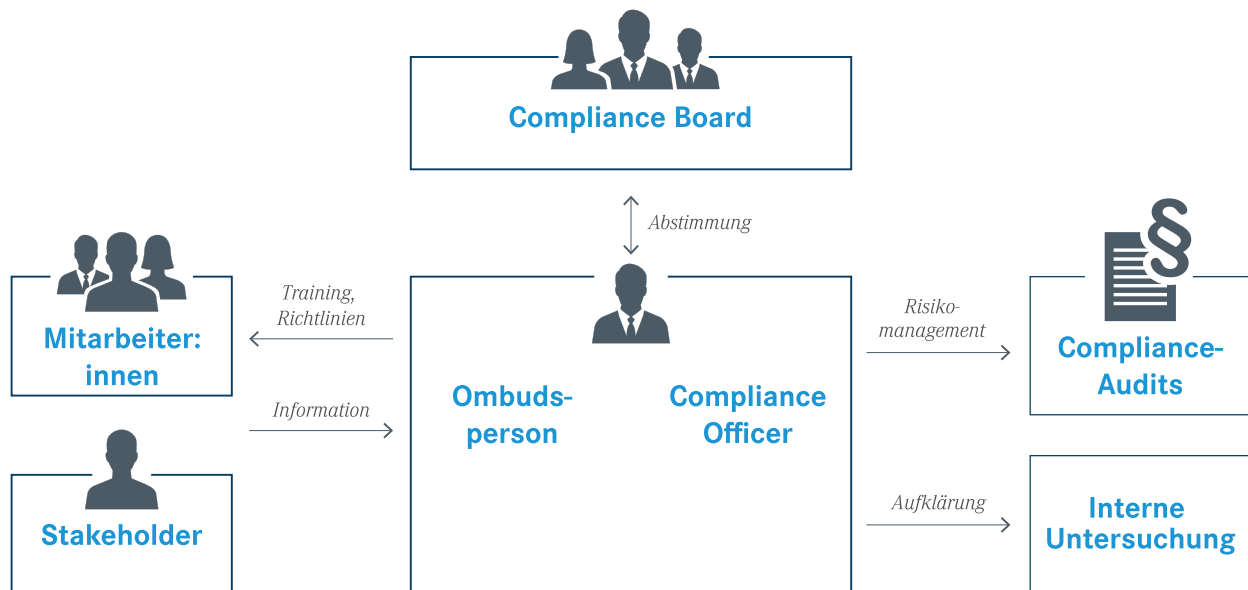 Compliance Board
Abstimmung
§
Mitarbeiter:
innen
Training,
Richtlinien
Information
Stakeholder
Ombuds-
person
Compliance
Officer
Risiko-
management
Compliance-
Audits
Aufklärung
Interne
Untersuchung